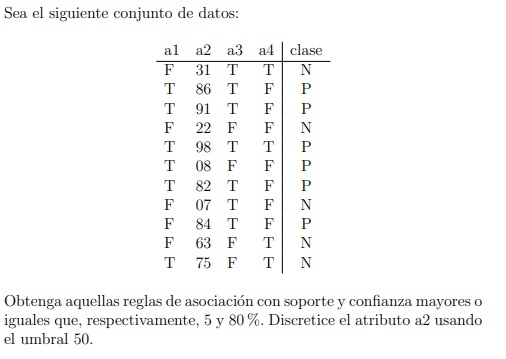 Sea el siguiente conjunto de datos:
a1 a2 a3 a4 clase
F 31 T T N
T 86 T F P
T 91 T F P
F 22 F F N
T 98 T T P
T 08 F F P
T 82 T F P
F 07 T F N
F 84 T F P
F 63 F T N
T 75 F T N
Obtenga aquellas reglas de asociación con soporte y confianza mayores o
iguales que, respectivamente, 5 y 80 %. Discretice el atributo a2 usando
el umbral 50.